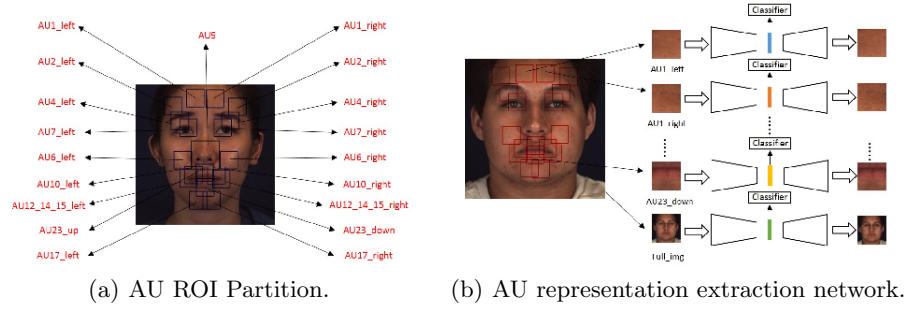 AU1_left
AU9
AU1_right
AU2_left
AU2_right
AU4_left
AU4_right
AU7_left
AU7_right
AU6_left
AU6_right
AU10_left
AU10_right
AU12_14_15_left
AU12_14_15_right
AU23_up
AU23_down
AU17_left
AU17_right
(a) AU ROI Partition.
Classifier
AU1_left
Classifier
AU1_right
Classifier
AU23_down
Classifier
Full_img
(b) AU representation extraction network.